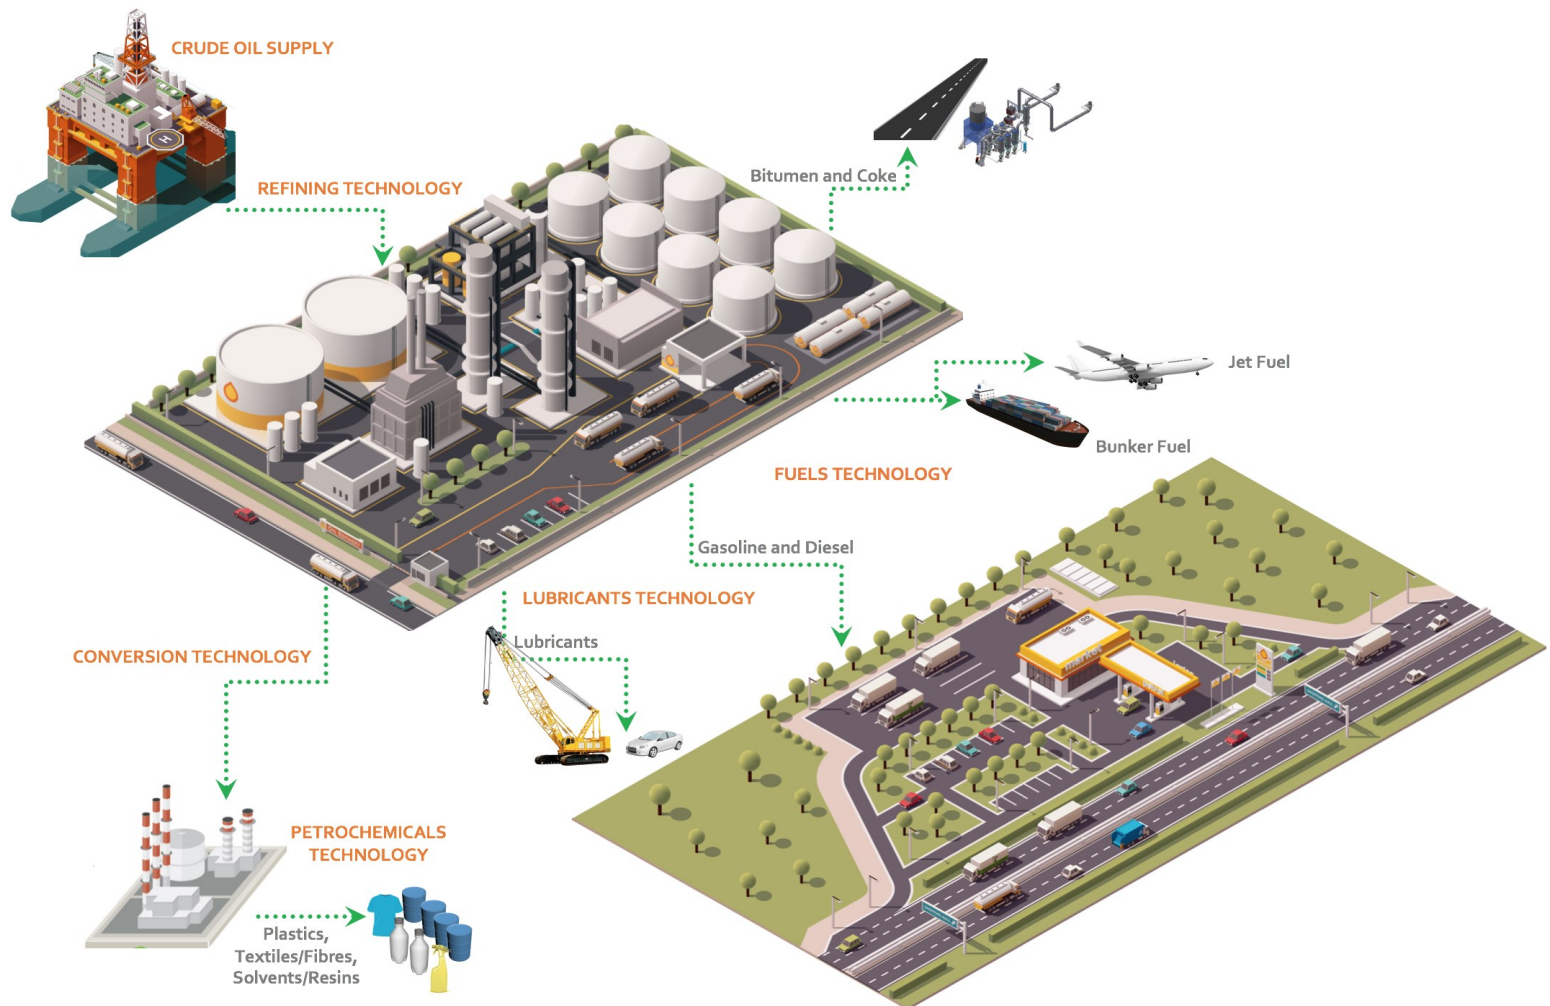 CRUDE OIL SUPPLY
REFINING TECHNOLOGY
Bitumen and Coke
Jet Fuel
Bunker Fuel
FUELS TECHNOLOGY
Gasoline and Diesel
LUBRICANTS TECHNOLOGY
Lubricants
CONVERSION TECHNOLOGY
PETROCHEMICALS
TECHNOLOGY
Plastics,
Textiles/Fibres,
Solvents/Resins
H
market